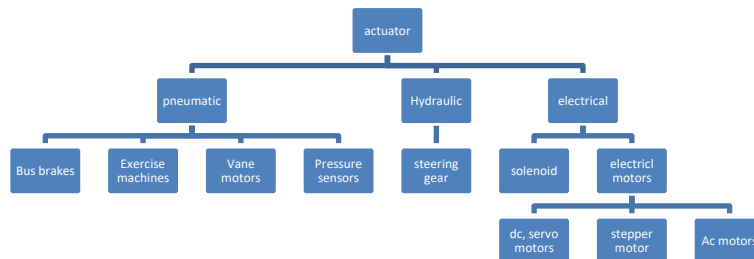 actuator
pneumatic
Hydraulic
electrical
Bus brakes
Exercise
machines
Vane
motors
Pressure
sensors
steering
gear
solenoid
electricl
motors
dc, servo
motors
stepper
motor
Ac motors